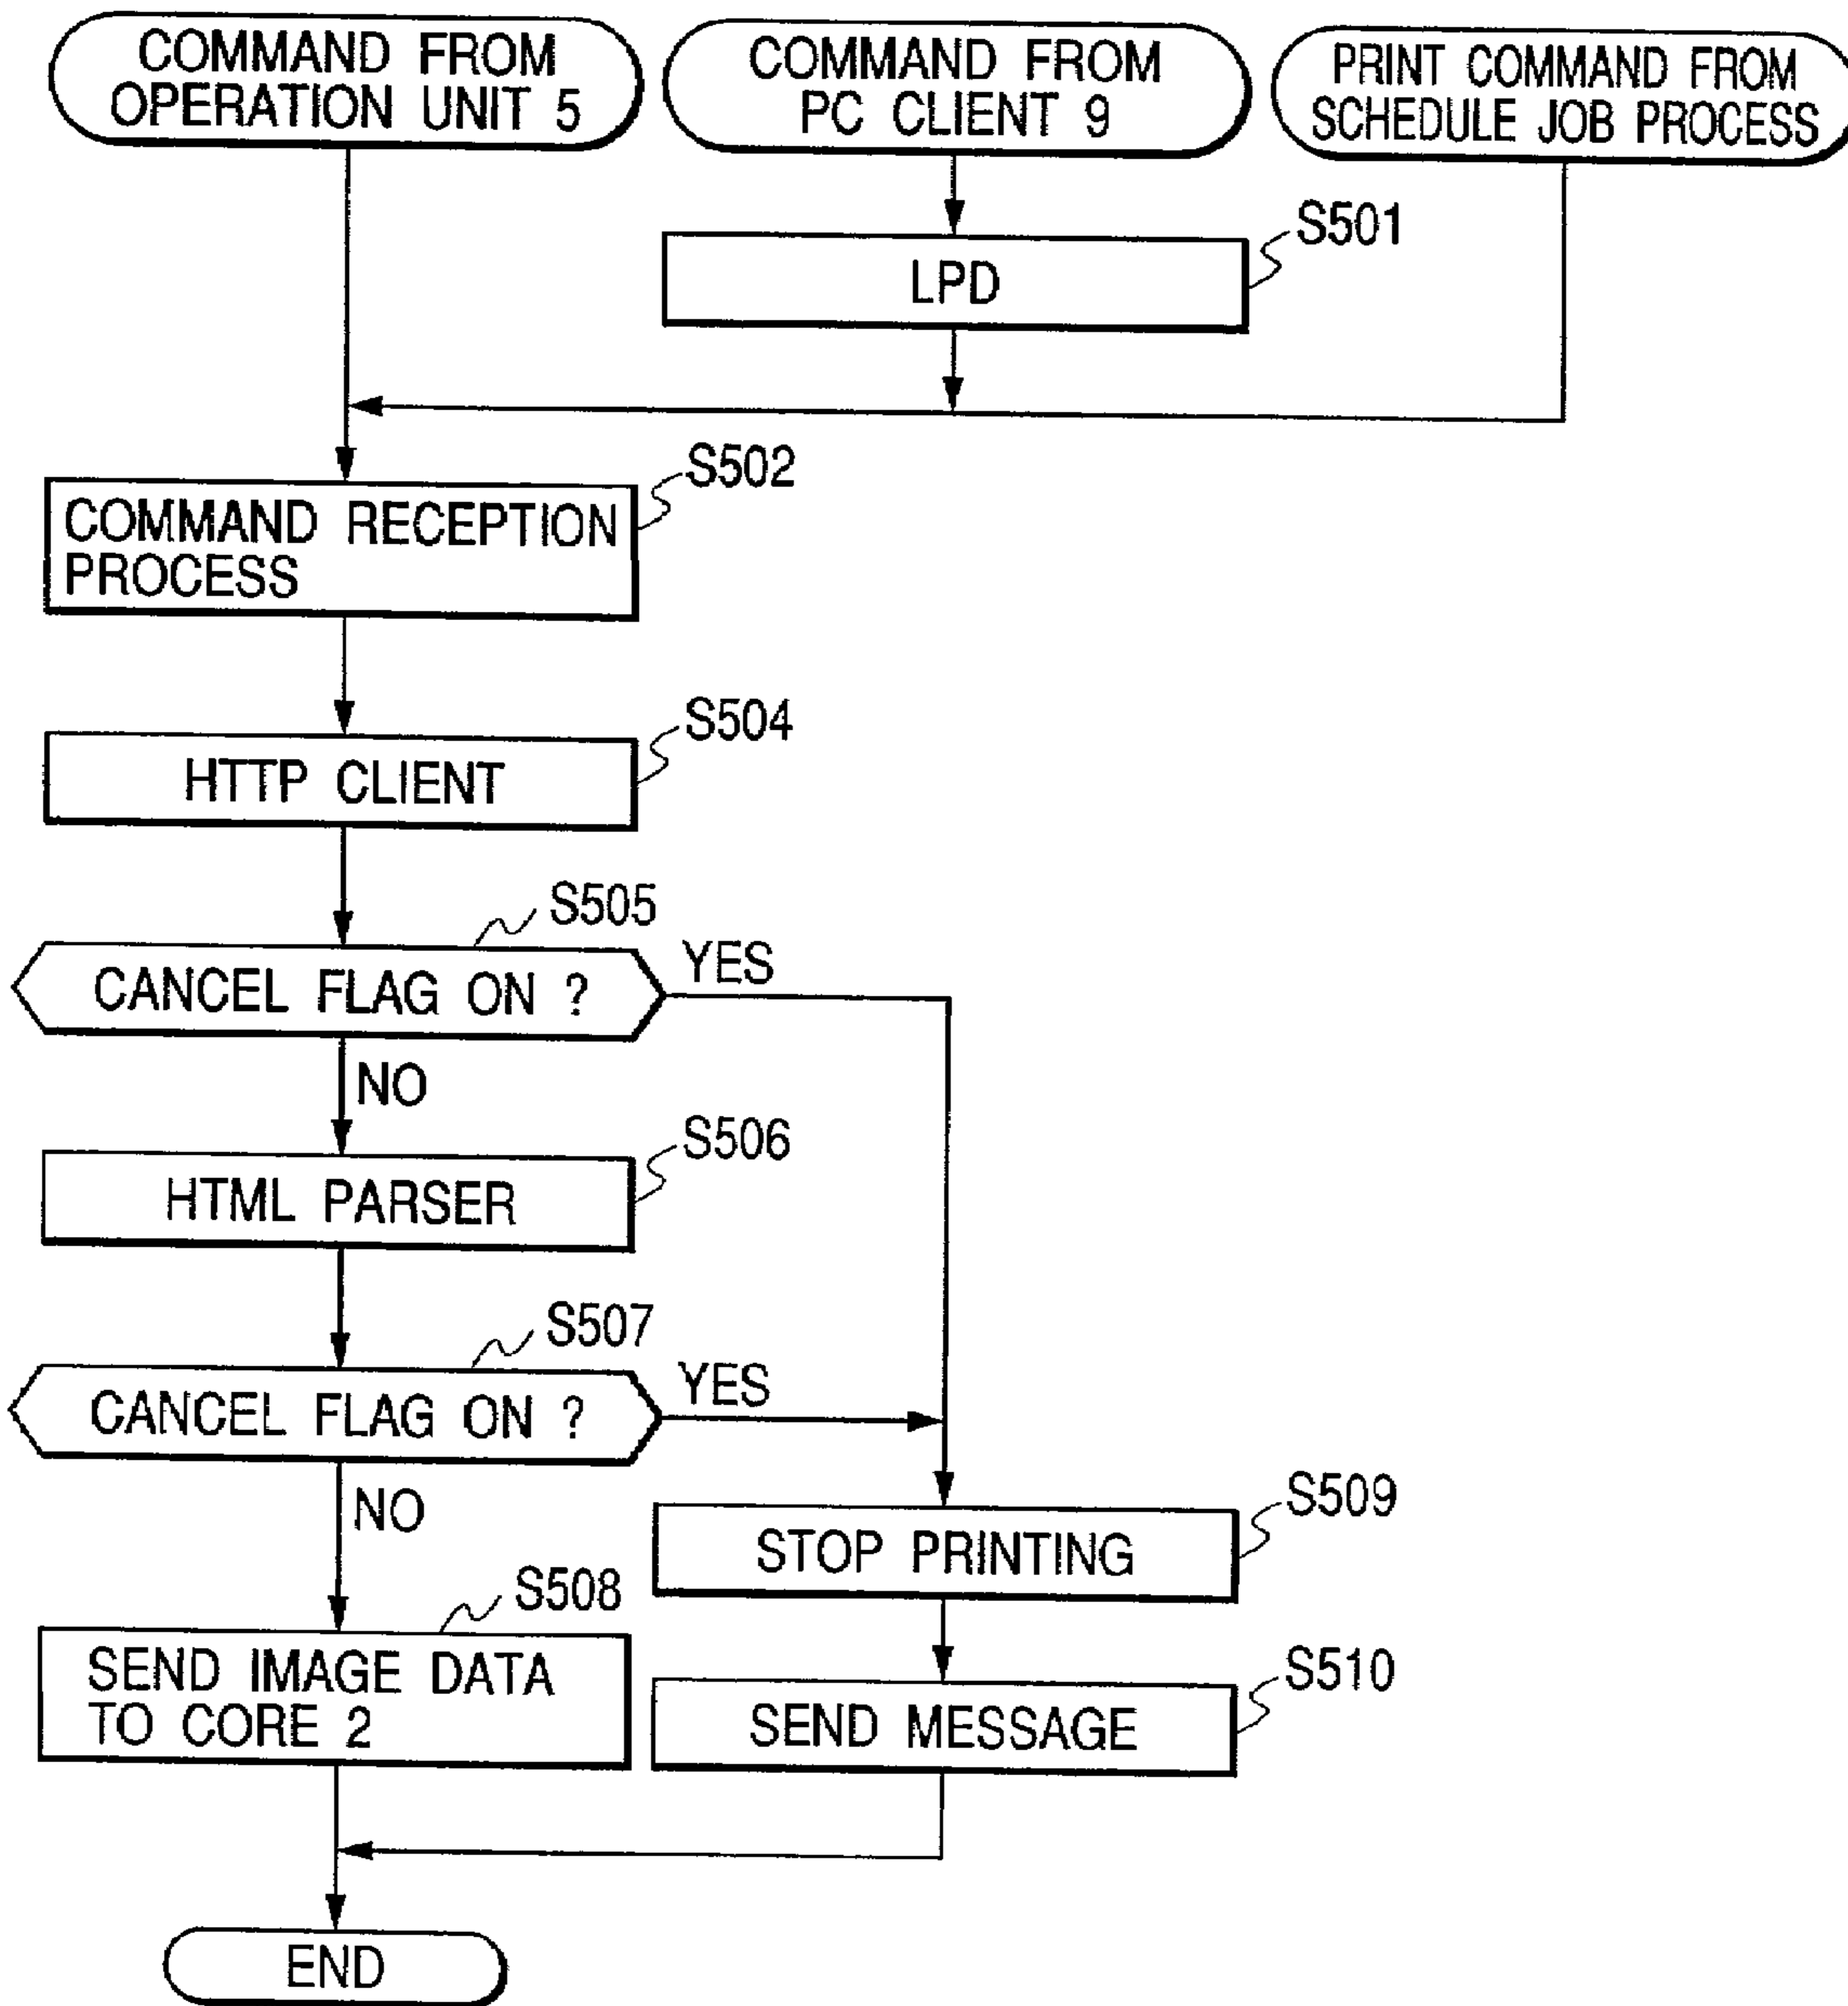 COMMAND FROM
OPERATION UNIT 5
COMMAND FROM
PC CLIENT 9
PRINT COMMAND FROM
SCHEDULE JOB PROCESS
S501
LPD
S502
COMMAND RECEPTION
PROCESS
S504
HTTP CLIENT
S505
CANCEL FLAG ON ?
YES
NO
S506
HTML PARSER
S507
CANCEL FLAG ON ?
YES
NO
S509
STOP PRINTING
S508
SEND IMAGE DATA
TO CORE 2
S510
SEND MESSAGE
END